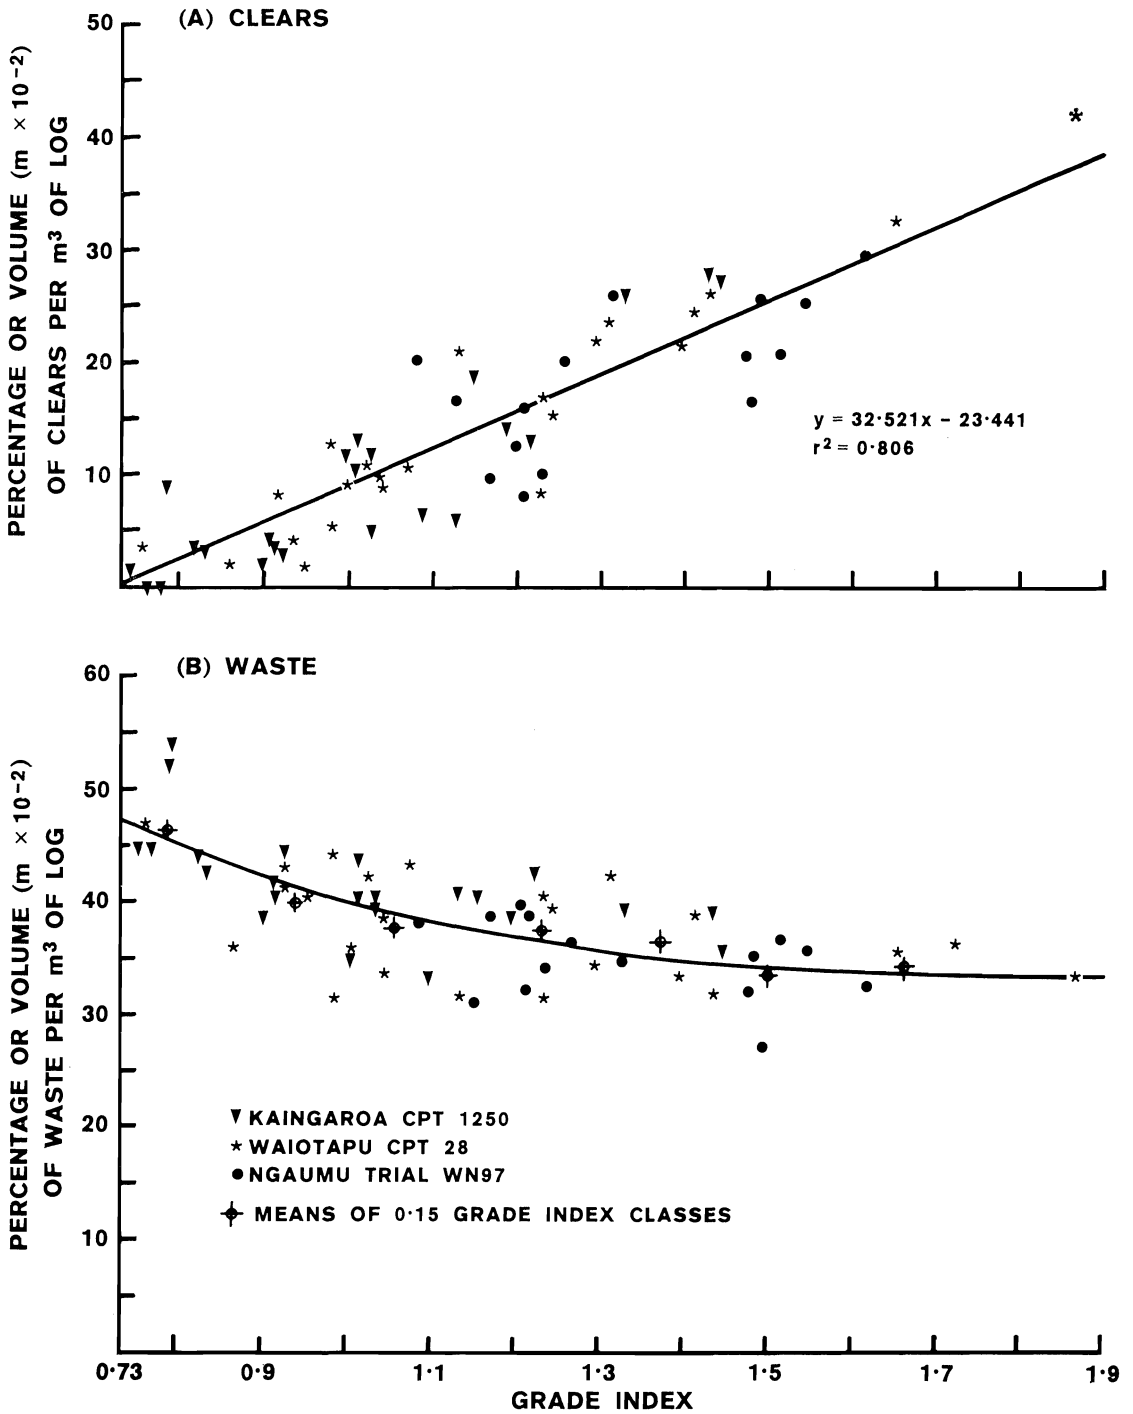 (A) CLEARS
50
40
30
20
10
PERCENTAGE OR VOLUME (m × 10⁻²)
OF CLEARS PER m³ OF LOG
y = 32·521x − 23·441
r² = 0·806
(B) WASTE
60
50
40
30
20
10
PERCENTAGE OR VOLUME (m × 10⁻²)
OF WASTE PER m³ OF LOG
KAINGAROA CPT 1250
WAIOTAPU CPT 28
NGAUMU TRIAL WN97
MEANS OF 0·15 GRADE INDEX CLASSES
0·73 0·9 1·1 1·3 1·5 1·7 1·9
GRADE INDEX